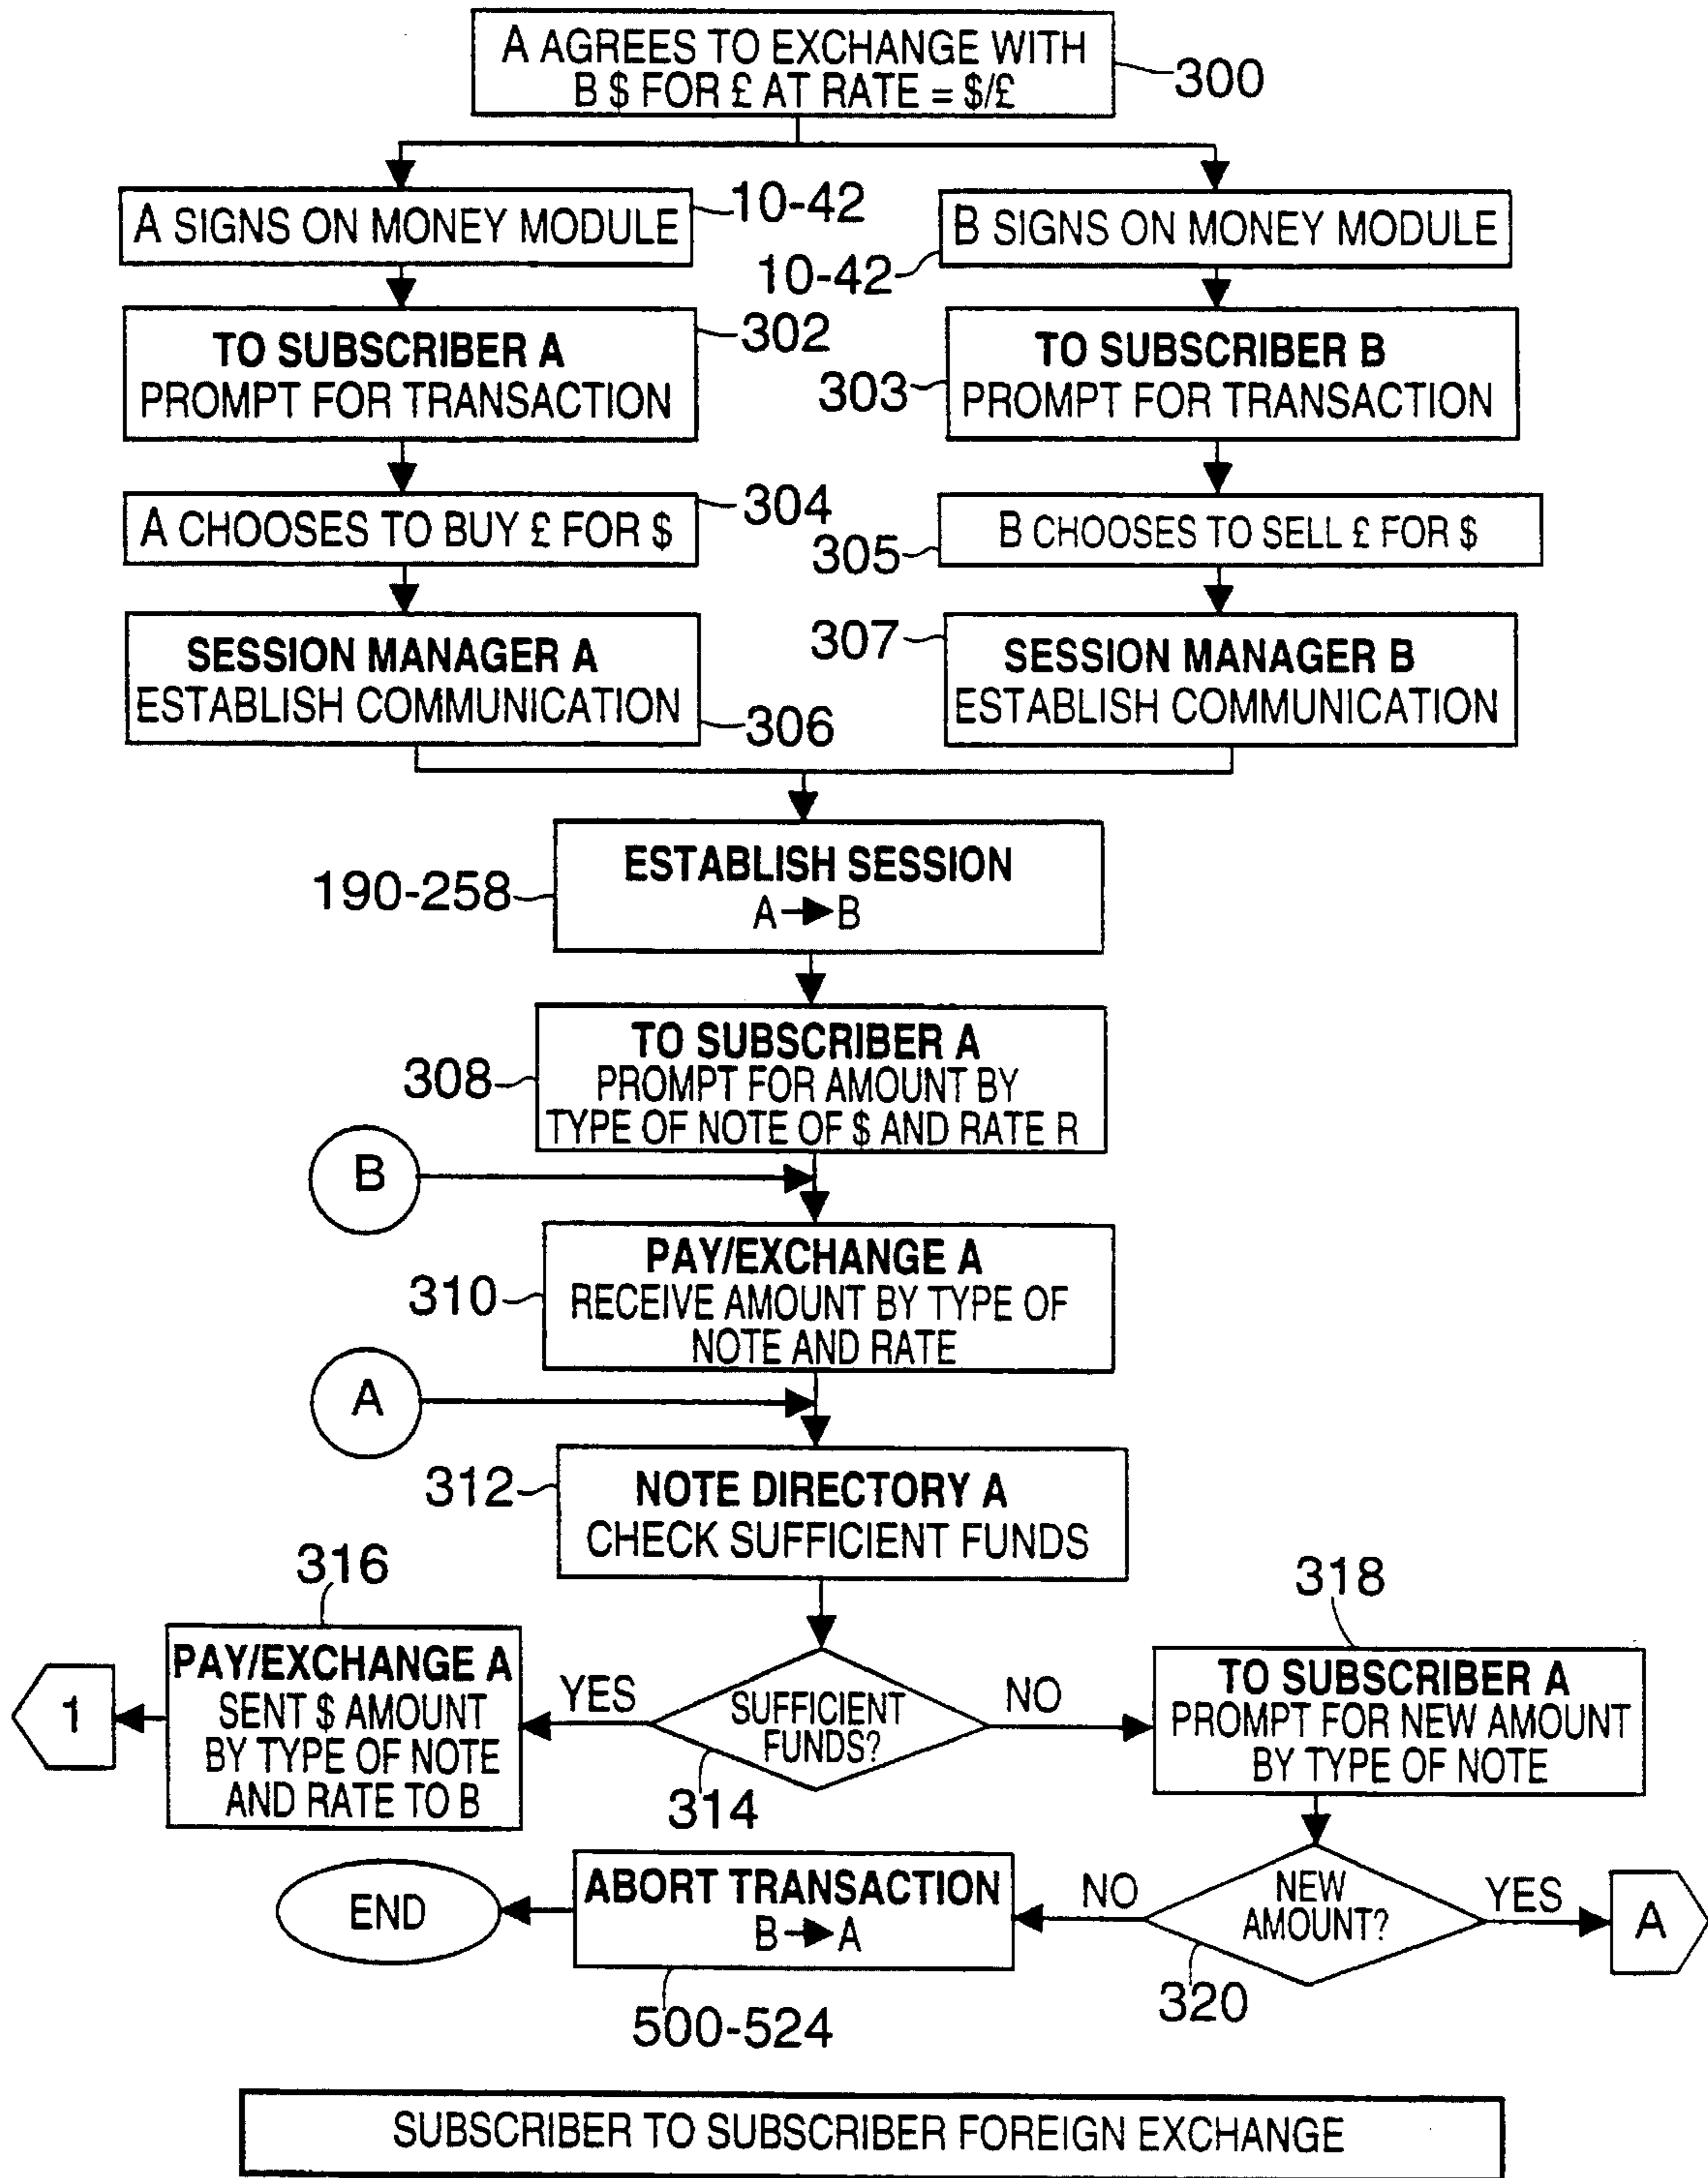 A AGREES TO EXCHANGE WITH
B $ FOR £ AT RATE = $/£
300
A SIGNS ON MONEY MODULE
10-42
B SIGNS ON MONEY MODULE
10-42
TO SUBSCRIBER A
PROMPT FOR TRANSACTION
302
TO SUBSCRIBER B
PROMPT FOR TRANSACTION
303
A CHOOSES TO BUY £ FOR $
304
B CHOOSES TO SELL £ FOR $
305
SESSION MANAGER A
ESTABLISH COMMUNICATION
306
SESSION MANAGER B
ESTABLISH COMMUNICATION
307
ESTABLISH SESSION
A→B
190-258
TO SUBSCRIBER A
PROMPT FOR AMOUNT BY
TYPE OF NOTE OF $ AND RATE R
308
B
PAY/EXCHANGE A
RECEIVE AMOUNT BY TYPE OF
NOTE AND RATE
310
A
NOTE DIRECTORY A
CHECK SUFFICIENT FUNDS
312
316
318
1
PAY/EXCHANGE A
SENT $ AMOUNT
BY TYPE OF NOTE
AND RATE TO B
YES
SUFFICIENT
FUNDS?
314
NO
TO SUBSCRIBER A
PROMPT FOR NEW AMOUNT
BY TYPE OF NOTE
END
ABORT TRANSACTION
B→A
500-524
NO
NEW
AMOUNT?
320
YES
A
SUBSCRIBER TO SUBSCRIBER FOREIGN EXCHANGE